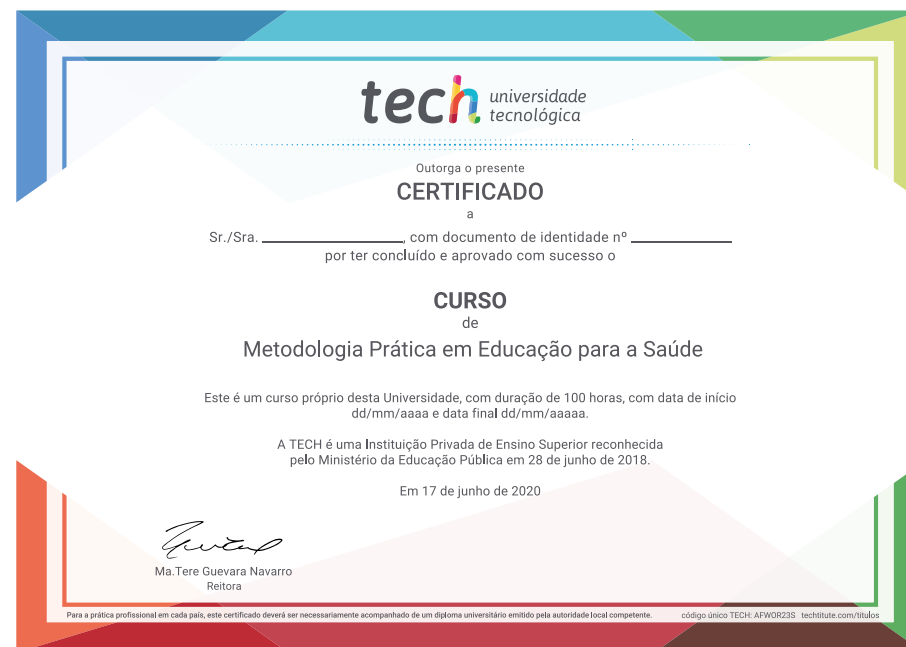 tech universidade
tecnológica
Outorga o presente
CERTIFICADO
a
Sr./Sra. ____________________, com documento de identidade nº ______________
por ter concluído e aprovado com sucesso o
CURSO
de
Metodologia Prática em Educação para a Saúde
Este é um curso próprio desta Universidade, com duração de 100 horas, com data de início
dd/mm/aaaa e data final dd/mm/aaaaa.
A TECH é uma Instituição Privada de Ensino Superior reconhecida
pelo Ministério da Educação Pública em 28 de junho de 2018.
Em 17 de junho de 2020
Ma.Tere Guevara Navarro
Reitora
Para a prática profissional em cada país, este certificado deverá ser necessariamente acompanhado de um diploma universitário emitido pela autoridade local competente. código único TECH: AFWOR23S techtitute.com/títulos